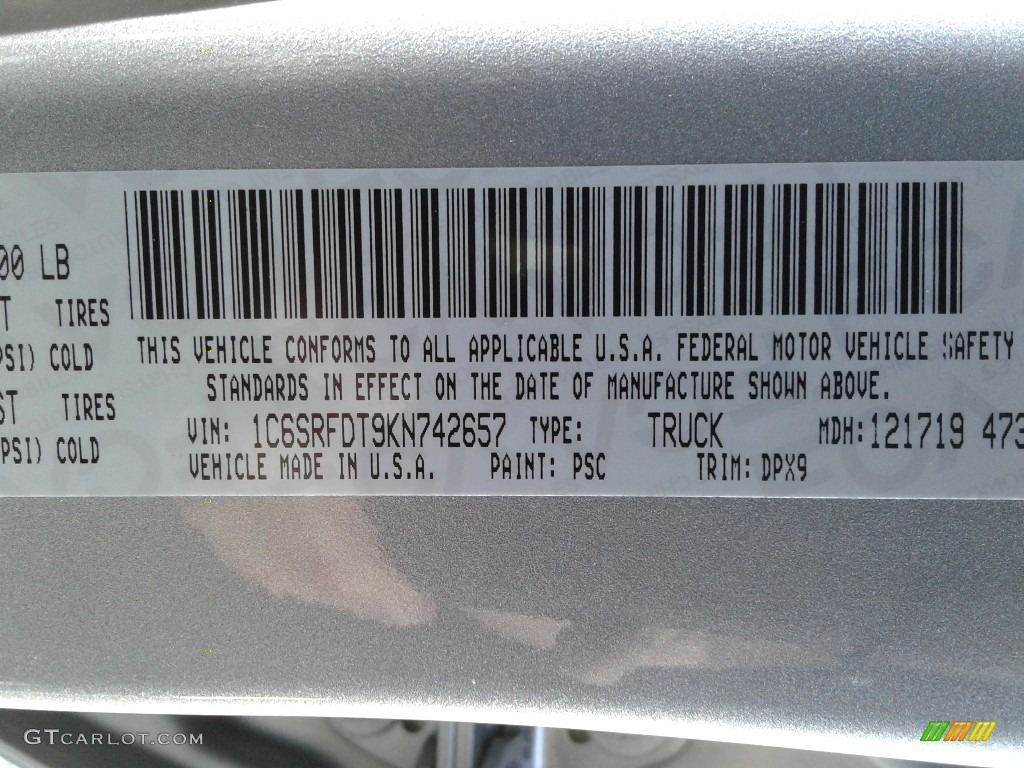 00 LB
T TIRES
PSI) COLD
ST TIRES
PSI) COLD
THIS VEHICLE CONFORMS TO ALL APPLICABLE U.S.A. FEDERAL MOTOR VEHICLE SAFETY
STANDARDS IN EFFECT ON THE DATE OF MANUFACTURE SHOWN ABOVE.
VIN: 1C6SRFDT9KN742657 TYPE: TRUCK MDH: 121719 473
VEHICLE MADE IN U.S.A. PAINT: PSC TRIM: DPX9
GTCARLOT.COM